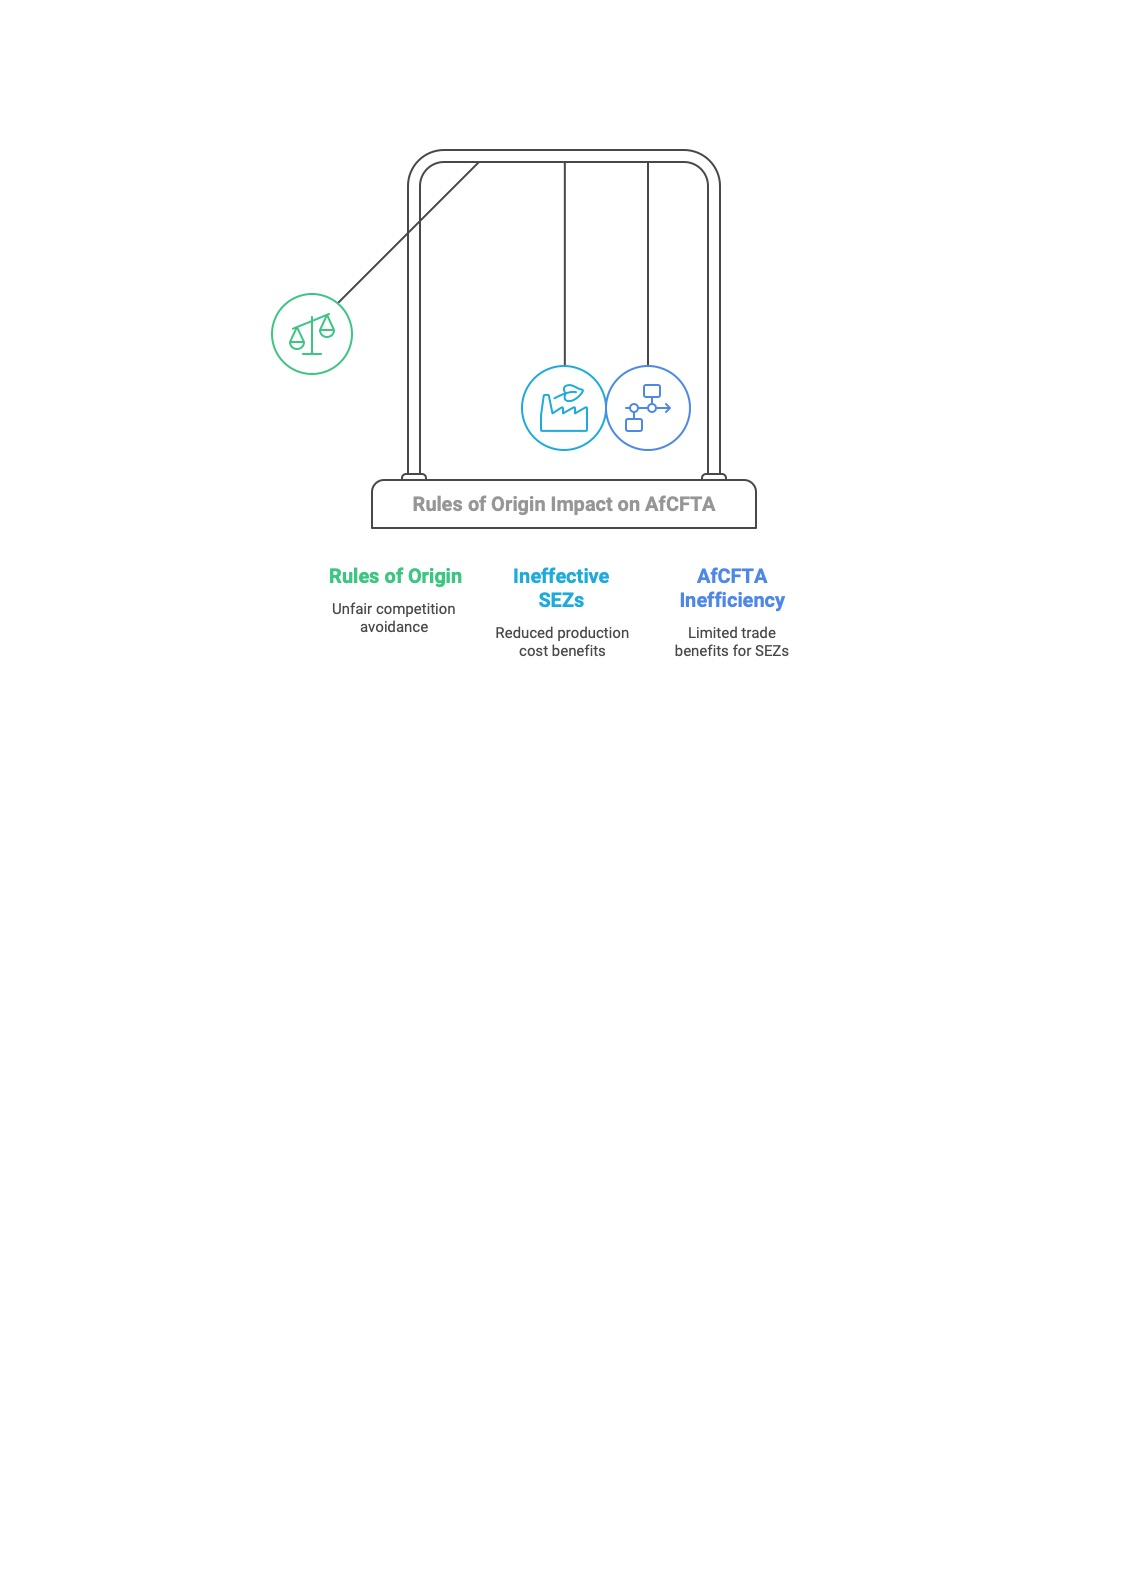 Rules of Origin Impact on AfCFTA
Rules of Origin
Unfair competition
avoidance
Ineffective
SEZs
Reduced production
cost benefits
AfCFTA
Inefficiency
Limited trade
benefits for SEZs